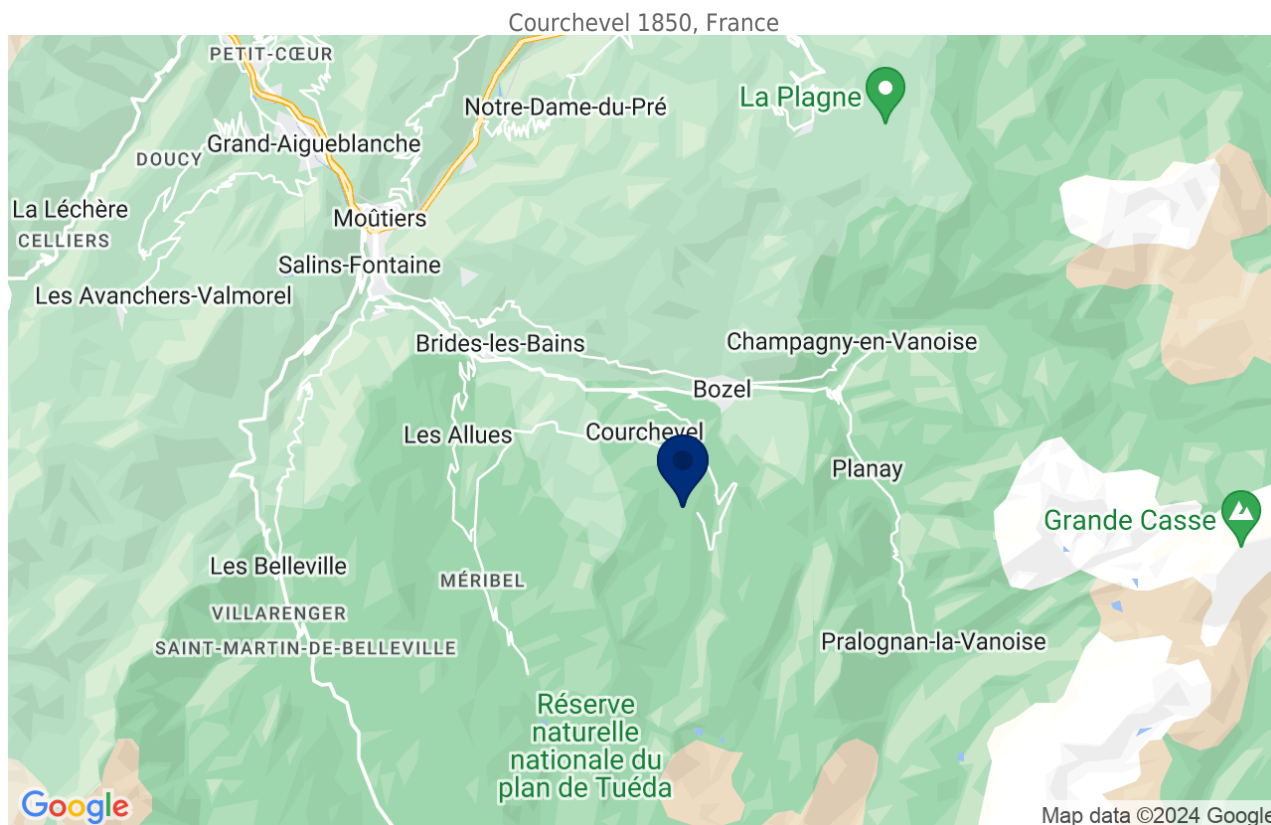 Courchevel 1850, France
PETIT-CŒUR
La Plagne
Notre-Dame-du-Pré
Grand-Aigueblanche
DOUCY
La Léchère
CELLIERS
Moûtiers
Salins-Fontaine
Les Avanchers-Valmorel
Brides-les-Bains
Champagny-en-Vanoise
Bozel
Les Allues
Courchevel
Planay
Grande Casse
Les Belleville
MÉRIBEL
VILLARENGER
SAINT-MARTIN-DE-BELLEVILLE
Pralognan-la-Vanoise
Réserve
naturelle
nationale du
plan de Tuéda
Google
Map data ©2024 Google